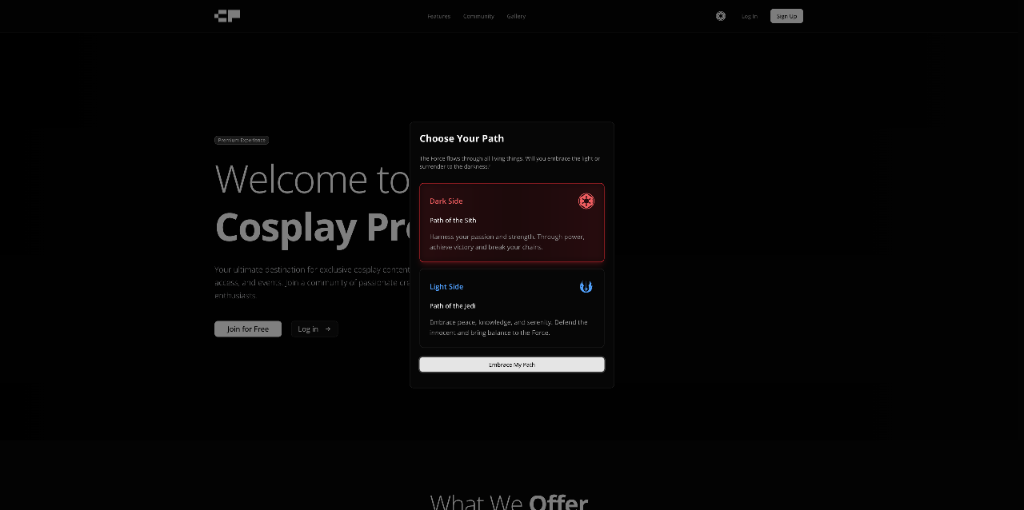 CP
Features Community Gallery Log in Sign Up
Premium Experience
Welcome to
Cosplay Pr
Your ultimate destination for exclusive cosplay content
access, and events. Join a community of passionate
enthusiasts.
Join for Free Log in →
Choose Your Path
The Force flows through all living things. Will you embrace the light or
surrender to the darkness?
Dark Side
Path of the Sith
Harness your passion and strength. Through power,
achieve victory and break your chains.
Light Side
Path of the Jedi
Embrace peace, knowledge, and serenity. Defend the
innocent and bring balance to the Force.
Embrace My Path
What We Offer